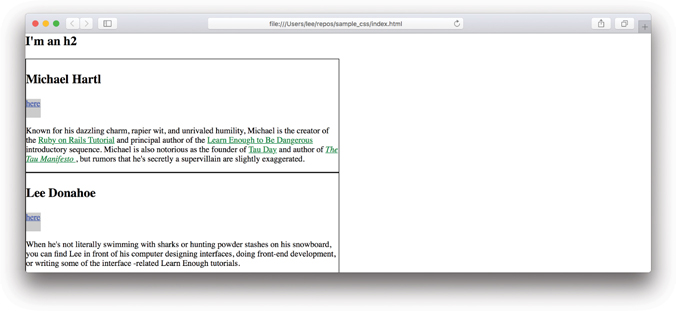 file:///Users/lee/repos/sample_css/index.html
I'm an h2
Michael Hartl
here
Known for his dazzling charm, rapier wit, and unrivaled humility, Michael is the creator of
the Ruby on Rails Tutorial and principal author of the Learn Enough to Be Dangerous
introductory sequence. Michael is also notorious as the founder of Tau Day and author of The
Tau Manifesto , but rumors that he's secretly a supervillain are slightly exaggerated.
Lee Donahoe
here
When he's not literally swimming with sharks or hunting powder stashes on his snowboard,
you can find Lee in front of his computer designing interfaces, doing front-end development,
or writing some of the interface -related Learn Enough tutorials.